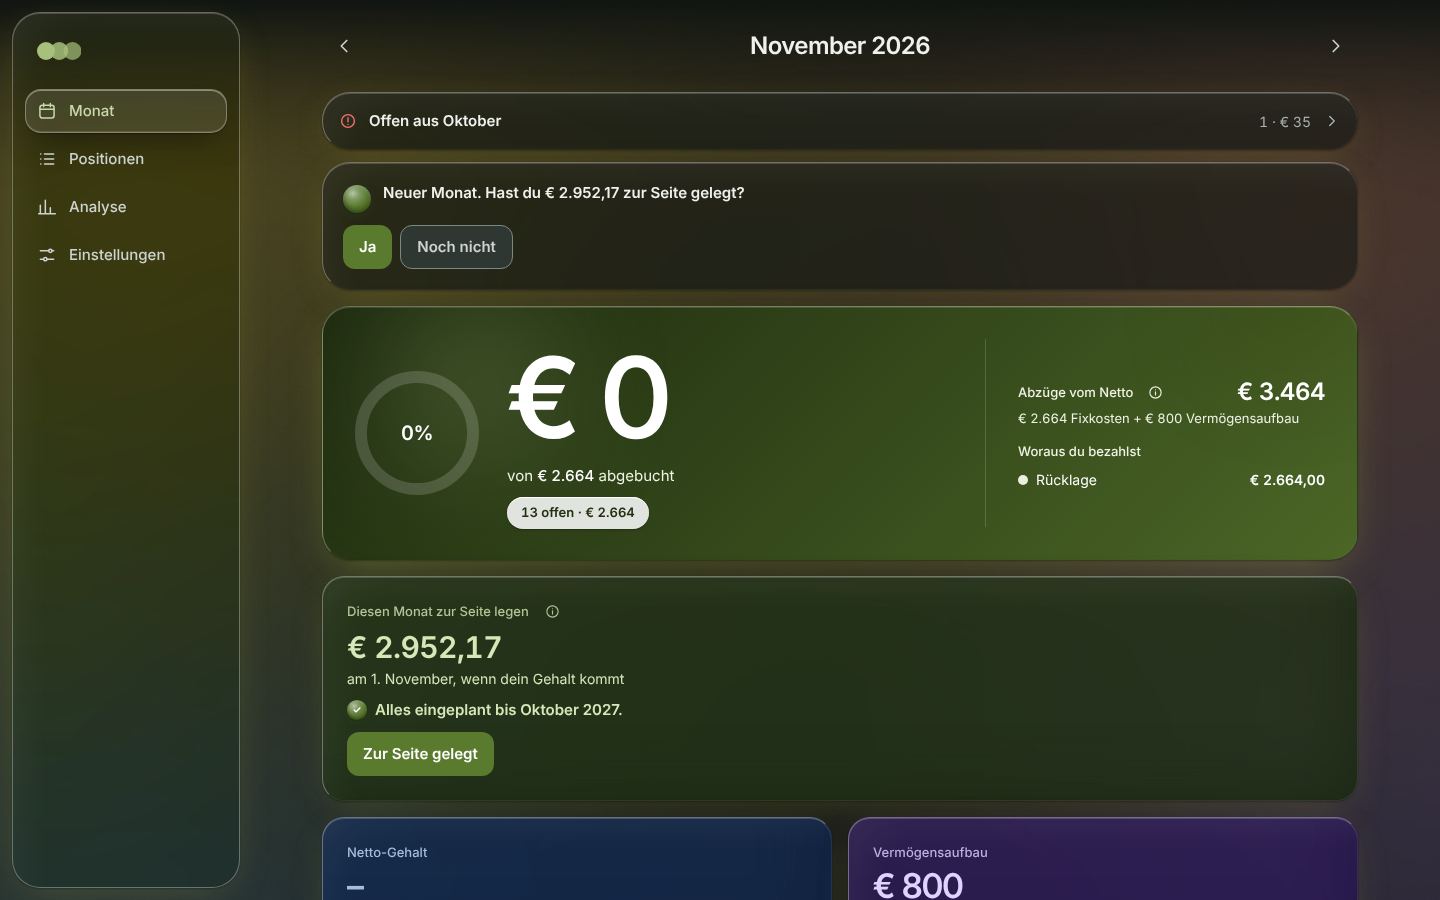 November 2026
Monat
Positionen
Analyse
Einstellungen
Offen aus Oktober
1 · € 35
Neuer Monat. Hast du € 2.952,17 zur Seite gelegt?
Ja
Noch nicht
0%
€ 0
von € 2.664 abgebucht
13 offen · € 2.664
Abzüge vom Netto
€ 3.464
€ 2.664 Fixkosten + € 800 Vermögensaufbau
Woraus du bezahlst
Rücklage
€ 2.664,00
Diesen Monat zur Seite legen
€ 2.952,17
am 1. November, wenn dein Gehalt kommt
Alles eingeplant bis Oktober 2027.
Zur Seite gelegt
Netto-Gehalt
–
Vermögensaufbau
€ 800